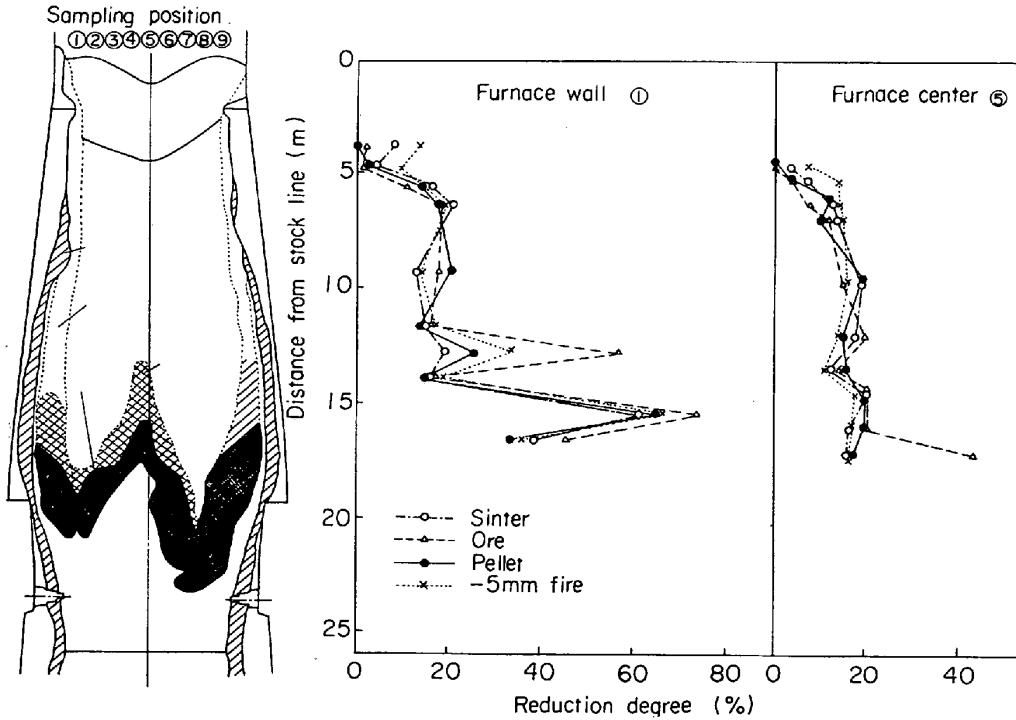 Sampling position
①②③④⑤⑥⑦⑧⑨
Distance from stock line (m)
0
5
10
15
20
25
Furnace wall ①
Furnace center ⑤
Sinter
Ore
Pellet
-5mm fire
0 20 40 60 80 0 20 40
Reduction degree (%)